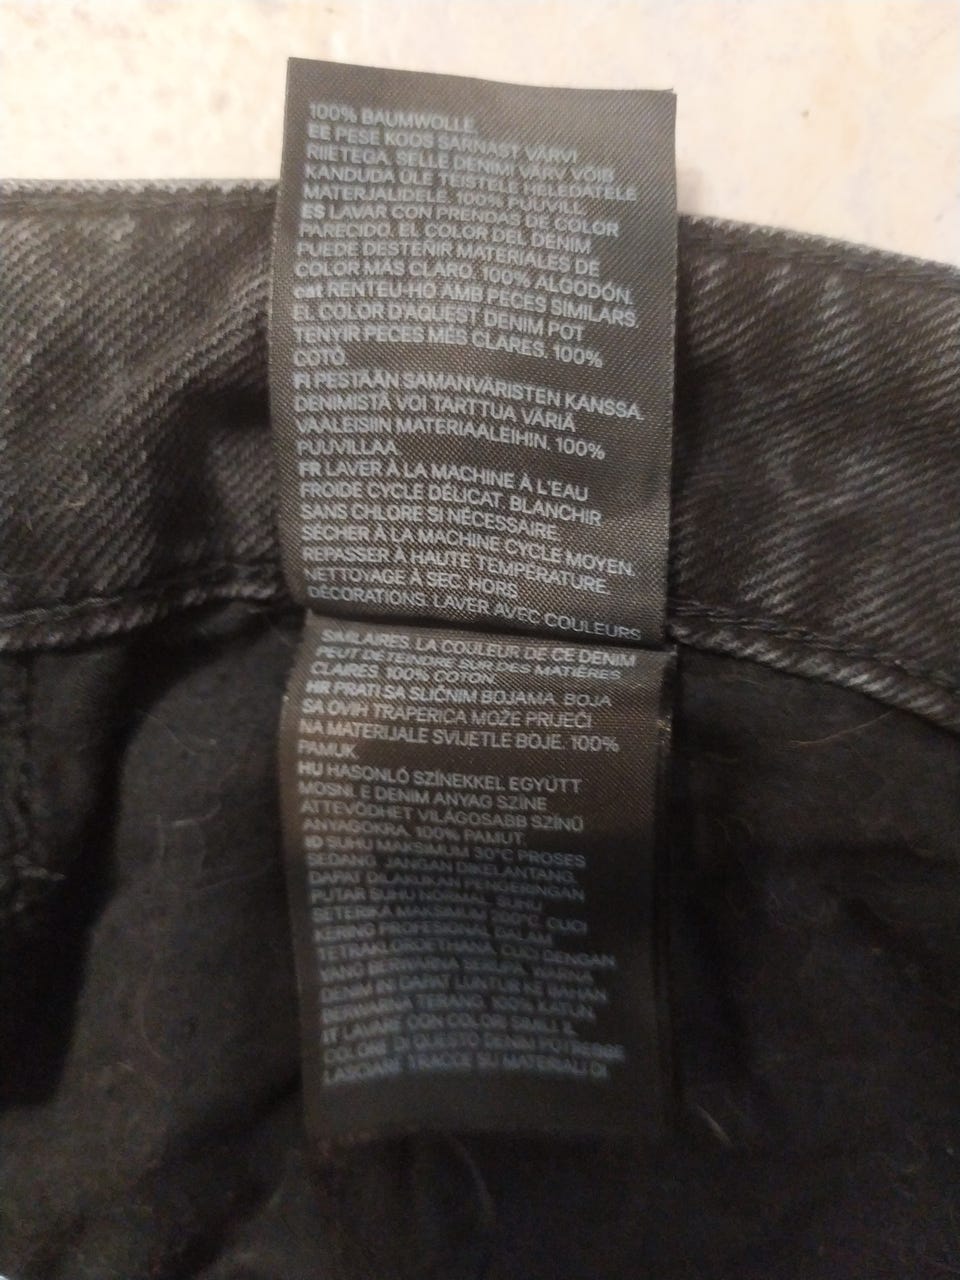 100% BAUMWOLLE.
EE PESE KOOS SARNAST VÄRVI
RIIETEGA. SELLE DENIMI VÄRV VÕIB
KANDUDA ÜLE TEISTELE HELEDATELE
MATERJALIDELE. 100% PUUVILL.
ES LAVAR CON PRENDAS DE COLOR
PARECIDO. EL COLOR DEL DENIM
PUEDE DESTEÑIR MATERIALES DE
COLOR MÁS CLARO. 100% ALGODÓN.
cat RENTEU-HO AMB PECES SIMILARS.
EL COLOR D'AQUEST DENIM POT
TENYIR PECES MÉS CLARES. 100%
COTÓ.
FI PESTÄÄN SAMANVÄRISTEN KANSSA.
DENIMISTÄ VOI TARTTUA VÄRIÄ
VAALEISIIN MATERIAALEIHIN. 100%
PUUVILLAA
FR LAVER À LA MACHINE À L'EAU
FROIDE CYCLE DÉLICAT. BLANCHIR
SANS CHLORE SI NÉCESSAIRE.
SÉCHER À LA MACHINE CYCLE MOYEN.
REPASSER À HAUTE TEMPÉRATURE.
NETTOYAGE À SEC. HORS
DÉCORATIONS. LAVER AVEC COULEURS
SIMILAIRES. LA COULEUR DE CE DENIM
PEUT DÉTEINDRE SUR DES MATIÈRES
CLAIRES. 100% COTON.
HR PRATI SA SLIČNIM BOJAMA. BOJA
SA OVIH TRAPERICA MOŽE PRIJEĆI
NA MATERIJALE SVIJETLE BOJE. 100%
PAMUK.
HU HASONLÓ SZÍNEKKEL EGYÜTT
MOSNI. E DENIM ANYAG SZÍNE
ÁTTEVŐDHET VILÁGOSABB SZÍNŰ
ANYAGOKRA. 100% PAMUT.
ID SUHU MAKSIMUM 30°C PROSES
SEDANG. JANGAN DIKELANTANG.
DAPAT DILAKUKAN PENGERINGAN
PUTAR SUHU NORMAL. SUHU
SETERIKA MAKSIMUM 200°C. CUCI
KERING PROFESIONAL DALAM
TETRAKLOROETHANA. CUCI DENGAN
YANG BERWARNA SERUPA. WARNA
DENIM INI DAPAT LUNTUR KE BAHAN
BERWARNA TERANG. 100% KATUN
IT LAVARE CON COLORI SIMILI. IL
COLORE DI QUESTO DENIM POTREBBE
LASCIARE TRACCE SU MATERIALI DI